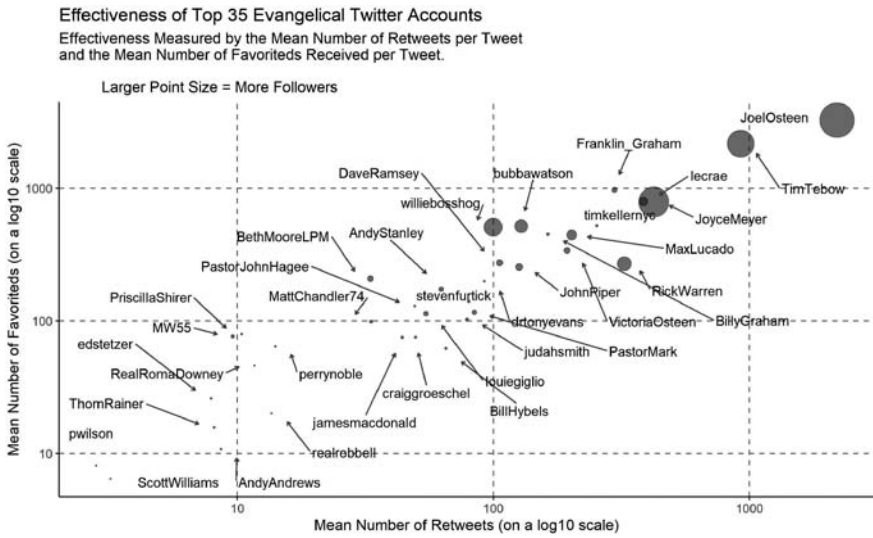 Effectiveness of Top 35 Evangelical Twitter Accounts
Effectiveness Measured by the Mean Number of Retweets per Tweet
and the Mean Number of Favoriteds Received per Tweet.
Larger Point Size = More Followers
JoelOsteen
Franklin_Graham
DaveRamsey
bubbawatson
lecrae
TimTebow
1000
williebosshog
timkellernyc
JoyceMeyer
BethMooreLPM
AndyStanley
MaxLucado
PastorJohnHagee
PriscillaShirer
MattChandler74
stevenfurtick
JohnPiper
RickWarren
MW55
100
drtonyevans
VictoriaOsteen
BillyGraham
edstetzer
judahsmith
PastorMark
RealRomaDowney
perrynoble
louiegiglio
craiggroeschel
ThomRainer
BillHybels
jamesmacdonald
pwilson
realrobbell
10
ScottWilliams
AndyAndrews
10
100
1000
Mean Number of Retweets (on a log10 scale)
Mean Number of Favoriteds (on a log10 scale)